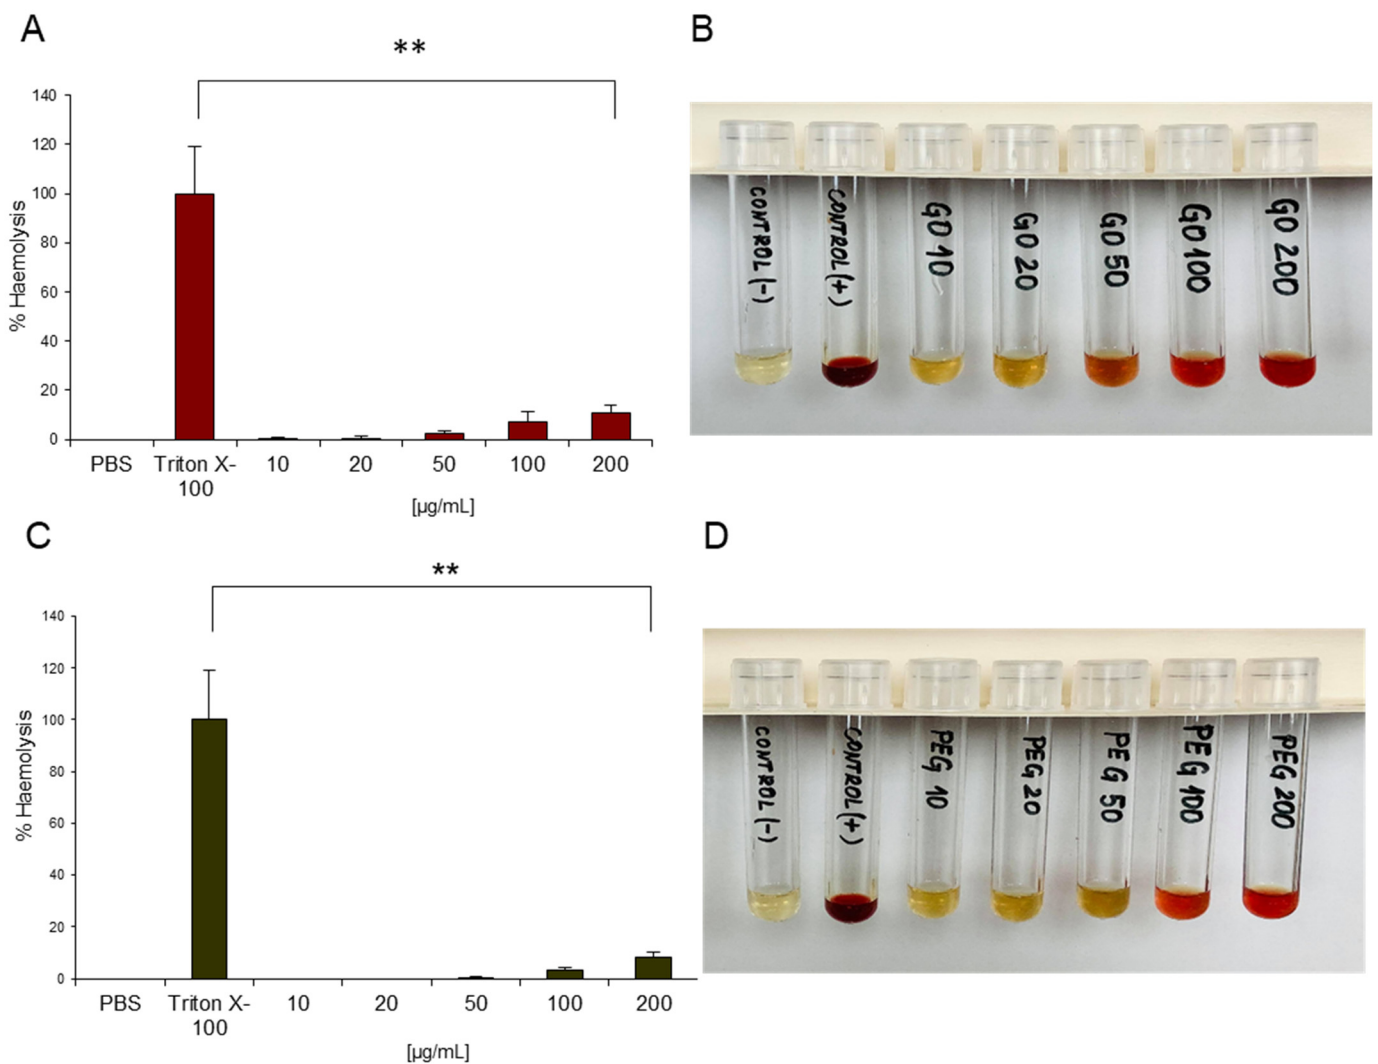 A
**
140
120
100
80
60
40
20
0
% Haemolysis
PBS
Triton X-
100
10
20
50
100
200
[µg/mL]
B
CONTROL (-)
CONTROL (+)
GO 10
GO 20
GO 50
GO 100
GO 200
C
**
140
120
100
80
60
40
20
0
% Haemolysis
PBS
Triton X-
100
10
20
50
100
200
[µg/mL]
D
CONTROL (-)
CONTROL (+)
PEG 10
PEG 20
PEG 50
PEG 100
PEG 200